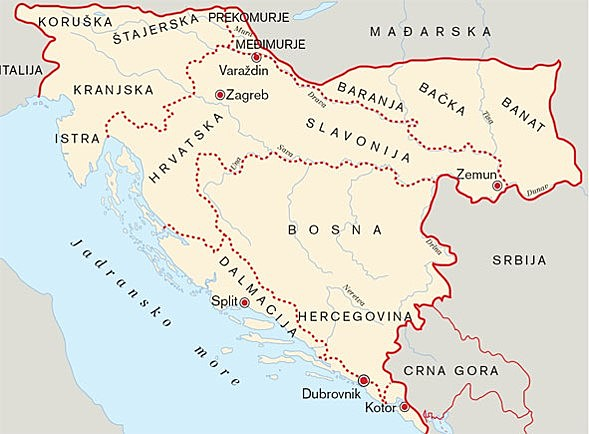 KORUŠKA
ŠTAJERSKA
PREKOMURJE
Mura
MEĐIMURJE
MAĐARSKA
ITALIJA
Varaždin
KRANJSKA
Zagreb
Drava
BARANJA
BAČKA
BANAT
Tisa
ISTRA
HRVATSKA
SLAVONIJA
Una
Sava
Zemun
Dunav
BOSNA
Drina
SRBIJA
Jadransko more
DALMACIJA
Neretva
Split
HERCEGOVINA
CRNA GORA
Dubrovnik
Kotor